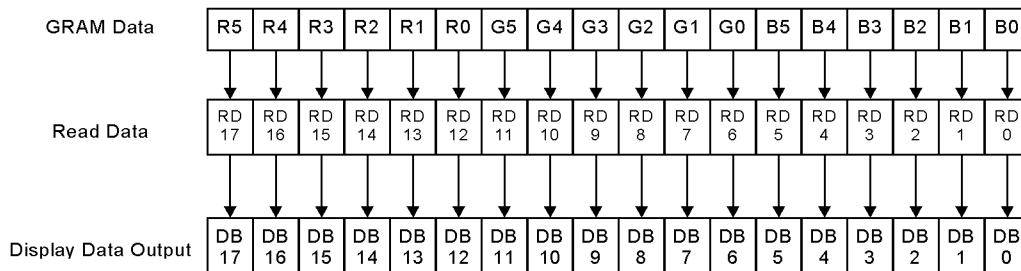 GRAM Data R5 R4 R3 R2 R1 R0 G5 G4 G3 G2 G1 G0 B5 B4 B3 B2 B1 B0
Read Data RD 17 RD 16 RD 15 RD 14 RD 13 RD 12 RD 11 RD 10 RD 9 RD 8 RD 7 RD 6 RD 5 RD 4 RD 3 RD 2 RD 1 RD 0
Display Data Output DB 17 DB 16 DB 15 DB 14 DB 13 DB 12 DB 11 DB 10 DB 9 DB 8 DB 7 DB 6 DB 5 DB 4 DB 3 DB 2 DB 1 DB 0